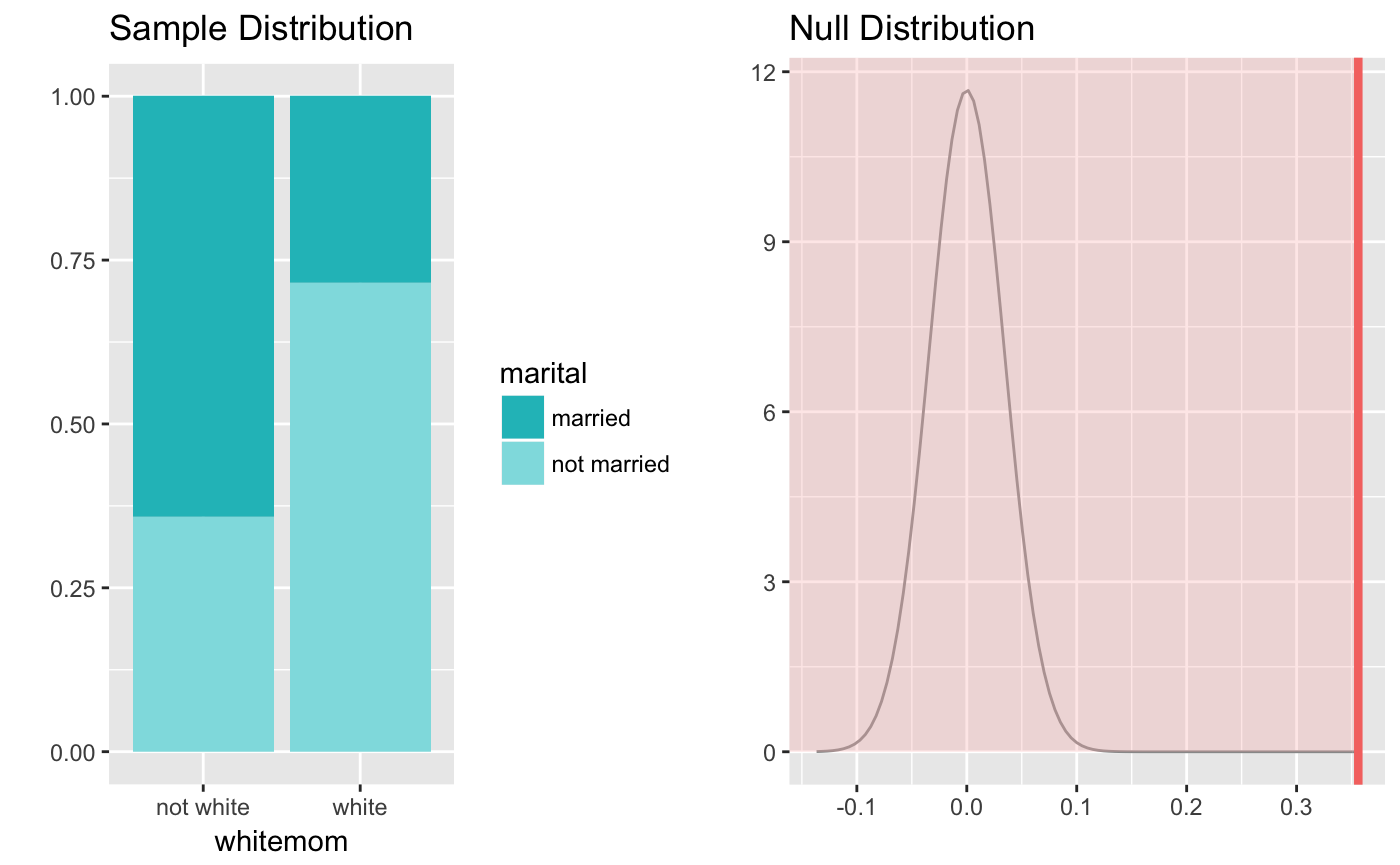 Sample Distribution
1.00
0.75
0.50
0.25
0.00
not white white
whitemom
marital
married
not married
Null Distribution
12
9
6
3
0
-0.1 0.0 0.1 0.2 0.3